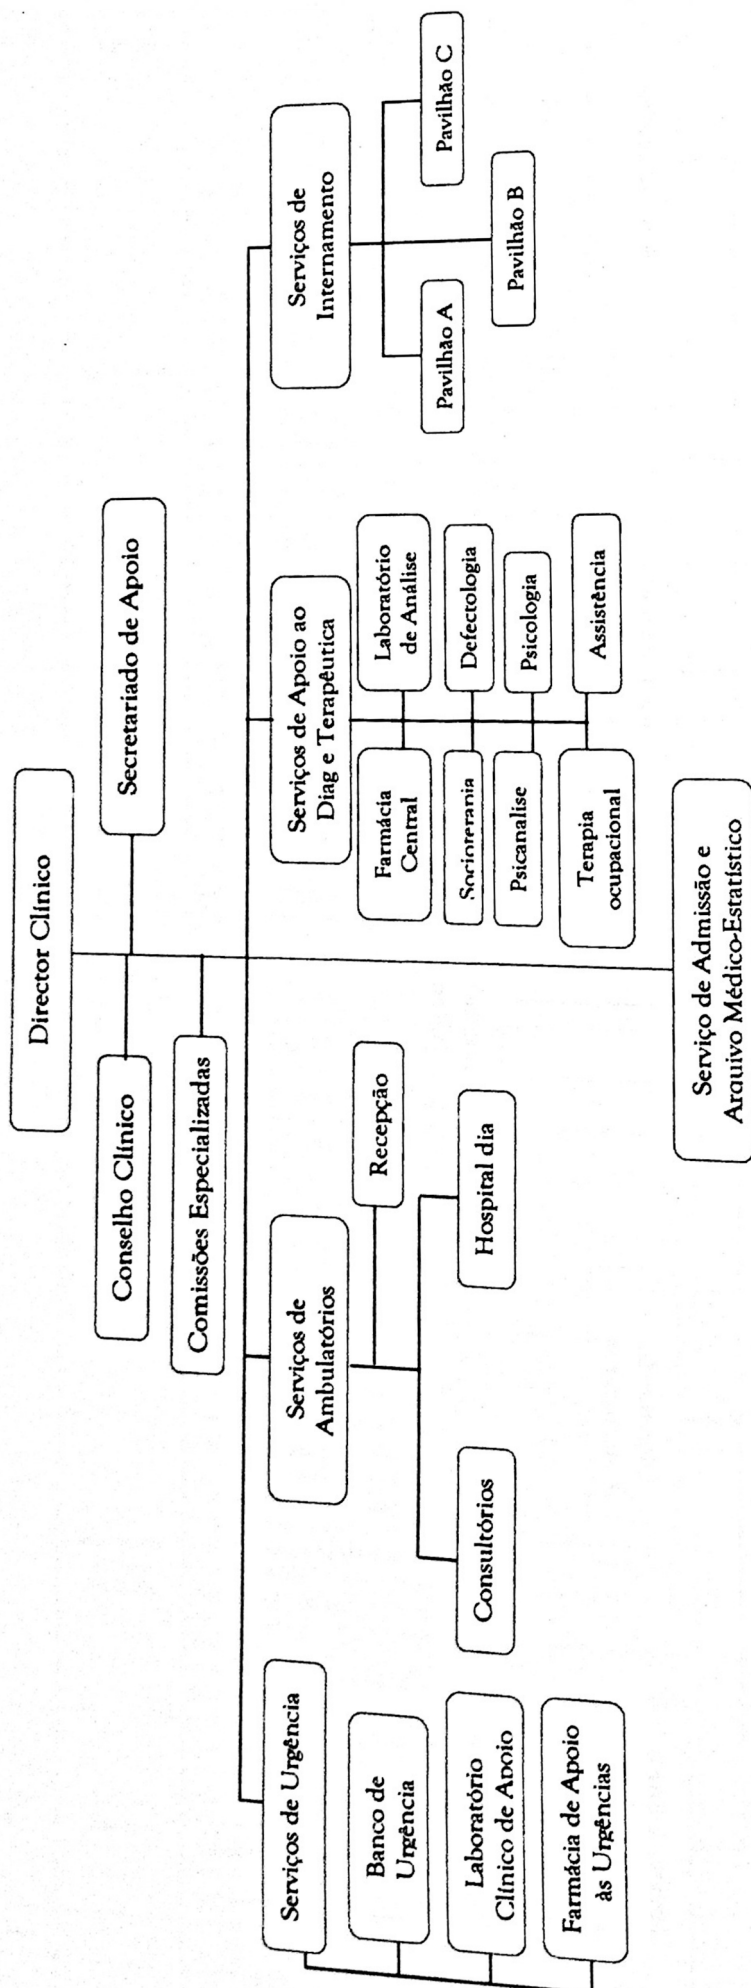 Director Clínico
Conselho Clínico
Secretariado de Apoio
Comissões Especializadas
Serviços de Urgência
Banco de
Urgência
Laboratório
Clínico de Apoio
Farmácia de Apoio
às Urgências
Serviços de
Ambulatórios
Recepção
Consultórios
Hospital dia
Serviços de Apoio ao
Diag e Terapêutica
Farmácia
Central
Laboratório
de Análise
Socioterapia
Defectologia
Psicanalise
Psicologia
Terapia
ocupacional
Assistência
Serviços de
Internamento
Pavilhão A
Pavilhão B
Pavilhão C
Serviço de Admissão e
Arquivo Médico-Estatístico